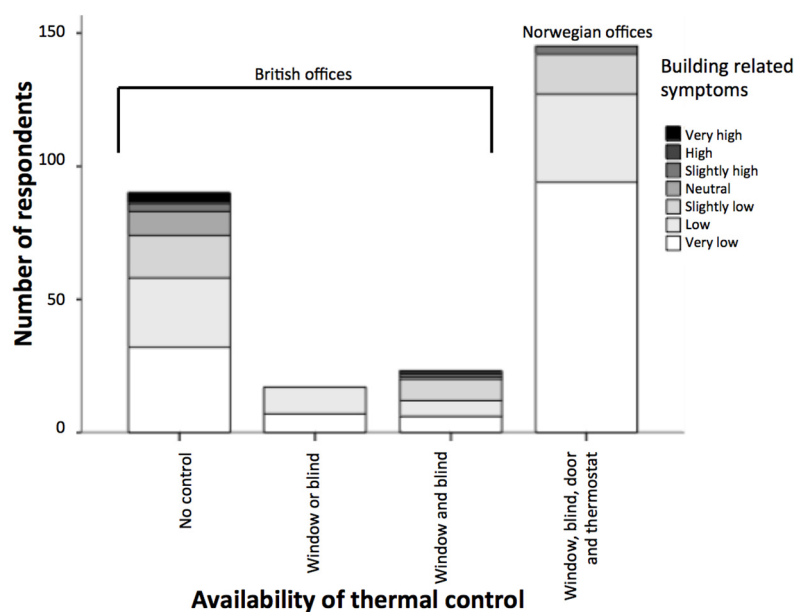 150
100
50
0
Number of respondents
British offices
Norwegian offices
Building related
symptoms
Very high
High
Slightly high
Neutral
Slightly low
Low
Very low
No control
Window or blind
Window and blind
Window, blind, door
and thermostat
Availability of thermal control